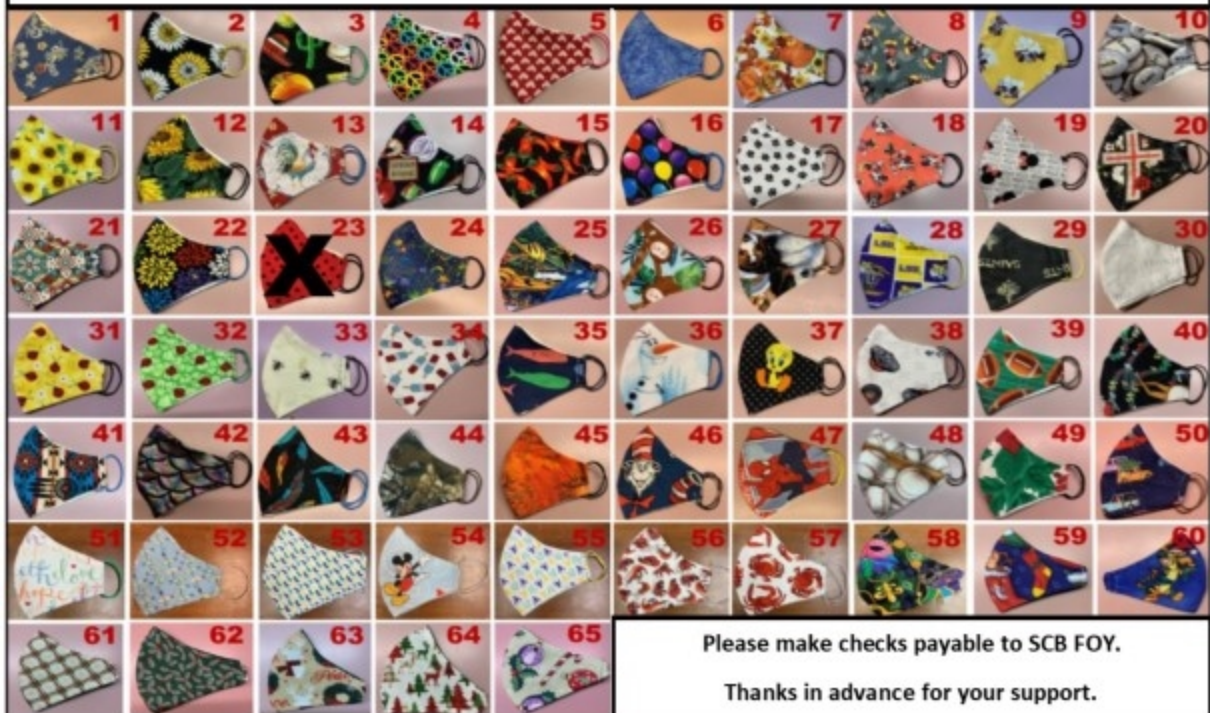 1 2 3 4 5 6 7 8 9 10
11 12 13 14 15 16 17 18 19 20
21 22 23 24 25 26 27 28 29 30
X
LSU
SAINTS
31 32 33 34 35 36 37 38 39 40
41 42 43 44 45 46 47 48 49 50
51 52 53 54 55 56 57 58 59 60
love
hope
61 62 63 64 65
Please make checks payable to SCB FOY.
Thanks in advance for your support.